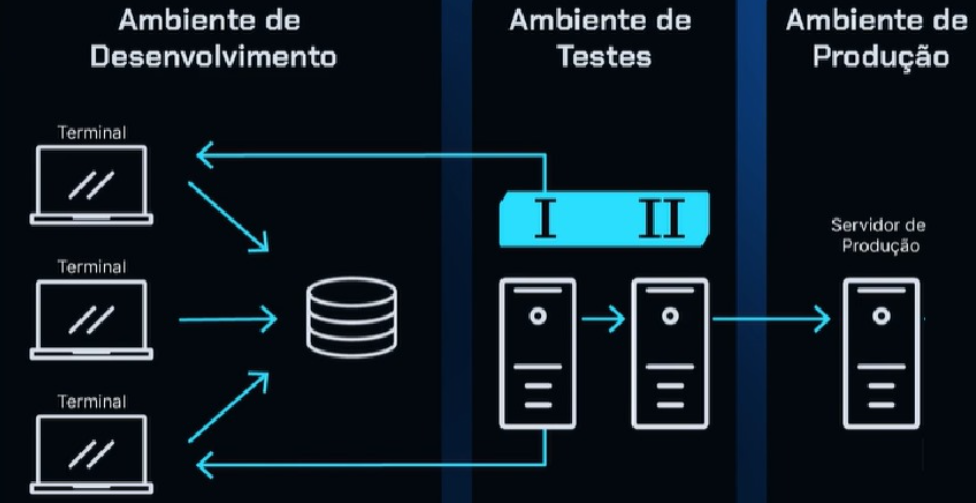 Ambiente de
Desenvolvimento
Ambiente de
Testes
Ambiente de
Produção
Terminal
Terminal
Terminal
I
II
Servidor de
Produção